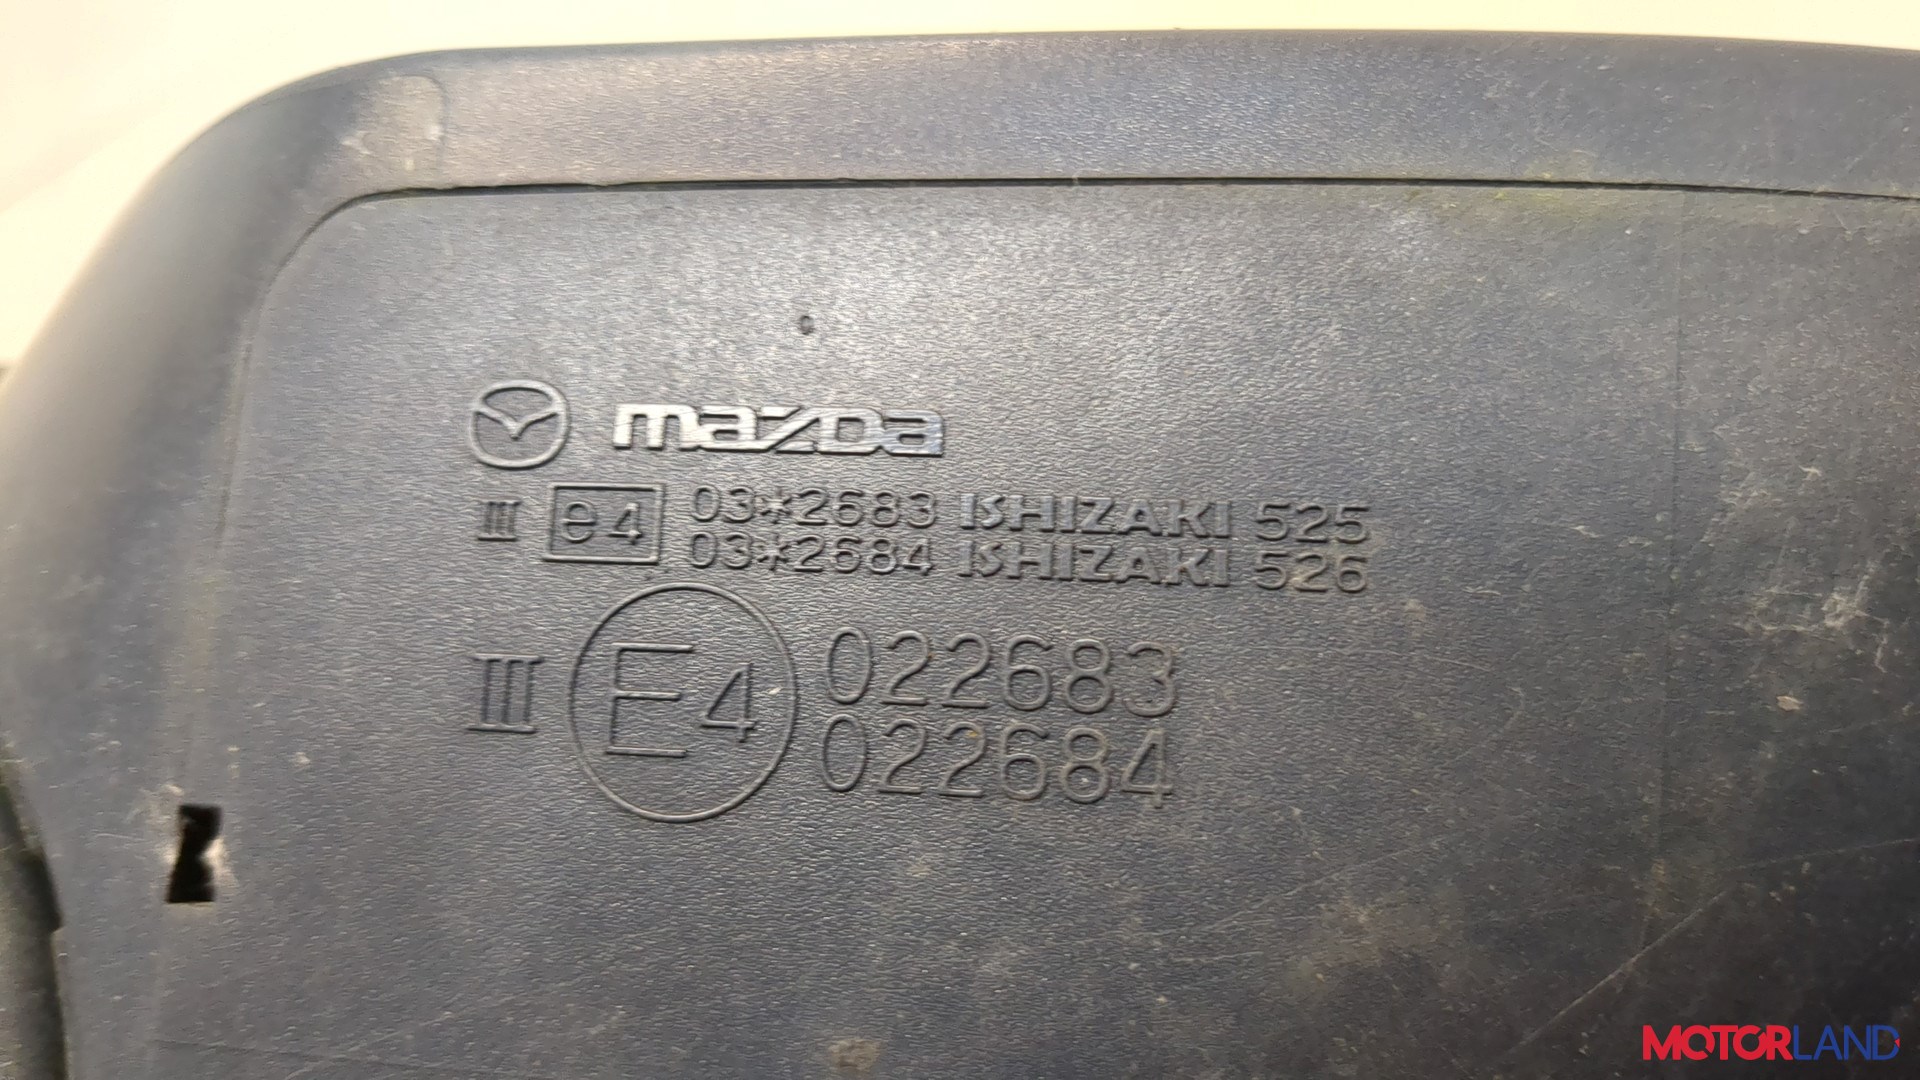 mazda
III e4 03*2683 ISHIZAKI 525
03*2684 ISHIZAKI 526
III E4 022683
022684
MOTORLAND